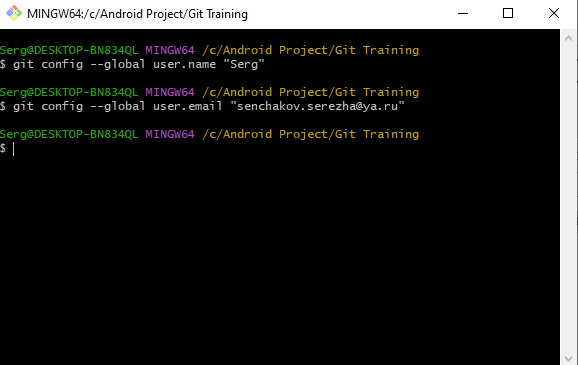 MINGW64:/c/Android Project/Git Training
Serg@DESKTOP-BN834QL MINGW64 /c/Android Project/Git Training
$ git config --global user.name "Serg"
Serg@DESKTOP-BN834QL MINGW64 /c/Android Project/Git Training
$ git config --global user.email "senchakov.serezha@ya.ru"
Serg@DESKTOP-BN834QL MINGW64 /c/Android Project/Git Training
$